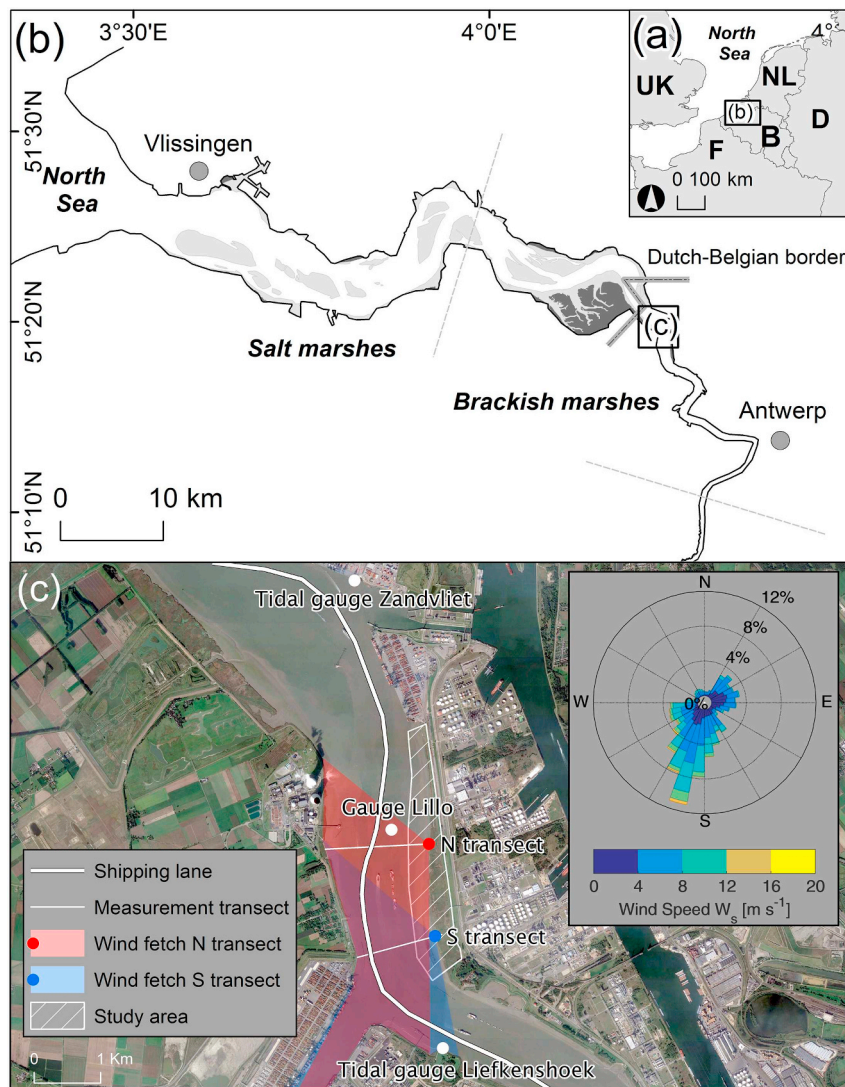 (b)
3°30'E
4°0'E
51°30'N
51°20'N
51°10'N
Vlissingen
North
Sea
Salt marshes
Brackish marshes
Dutch-Belgian border
(c)
Antwerp
0 10 km
(a)
North
Sea
4°
UK
NL
(b)
B
D
F
0 100 km
(c)
Tidal gauge Zandvliet
Gauge Lillo
N transect
S transect
Tidal gauge Liefkenshoek
Shipping lane
Measurement transect
Wind fetch N transect
Wind fetch S transect
Study area
0 1 Km
N
12%
8%
4%
0%
W
E
S
0 4 8 12 16 20
Wind Speed Wₛ [m s⁻¹]